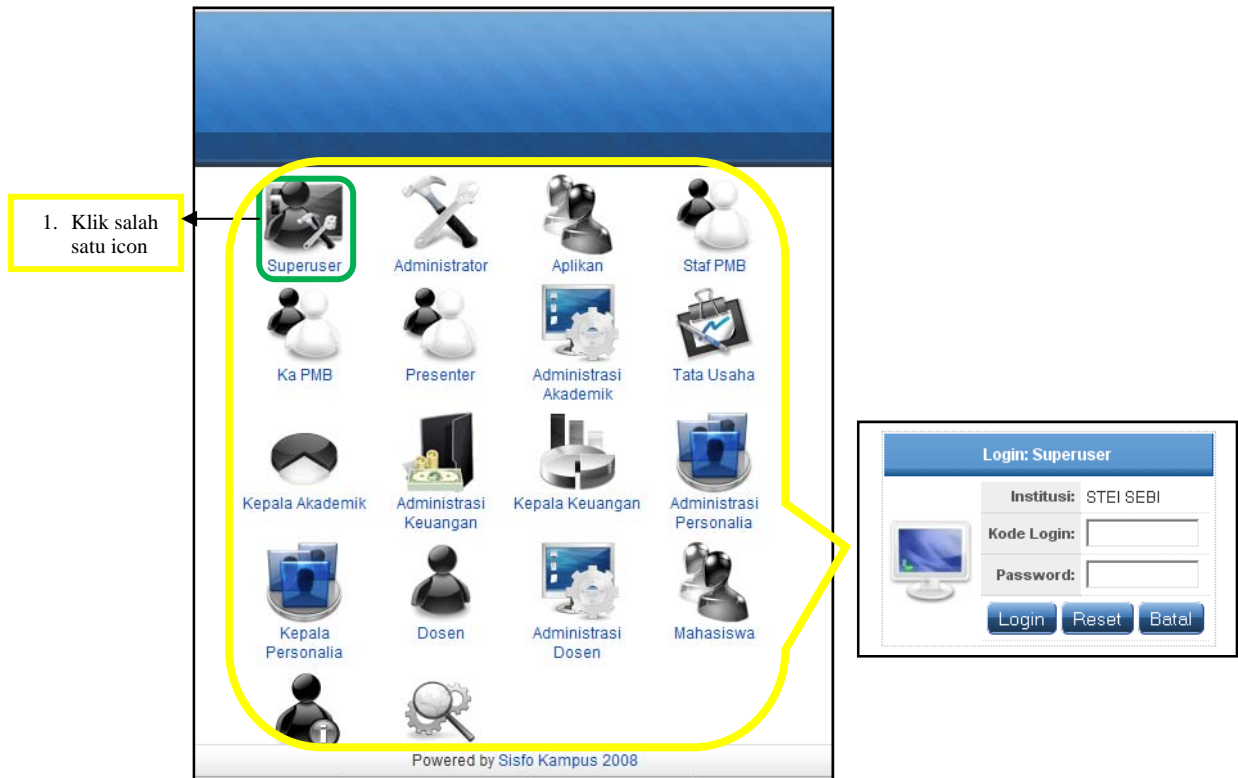 1. Klik salah
satu icon
Superuser
Administrator
Aplikan
Staf PMB
Ka PMB
Presenter
Administrasi
Akademik
Tata Usaha
Kepala Akademik
Administrasi
Keuangan
Kepala Keuangan
Administrasi
Personalia
Kepala
Personalia
Dosen
Administrasi
Dosen
Mahasiswa
Powered by Sisfo Kampus 2008
Login: Superuser
Institusi: STEI SEBI
Kode Login:
Password:
Login Reset Batal